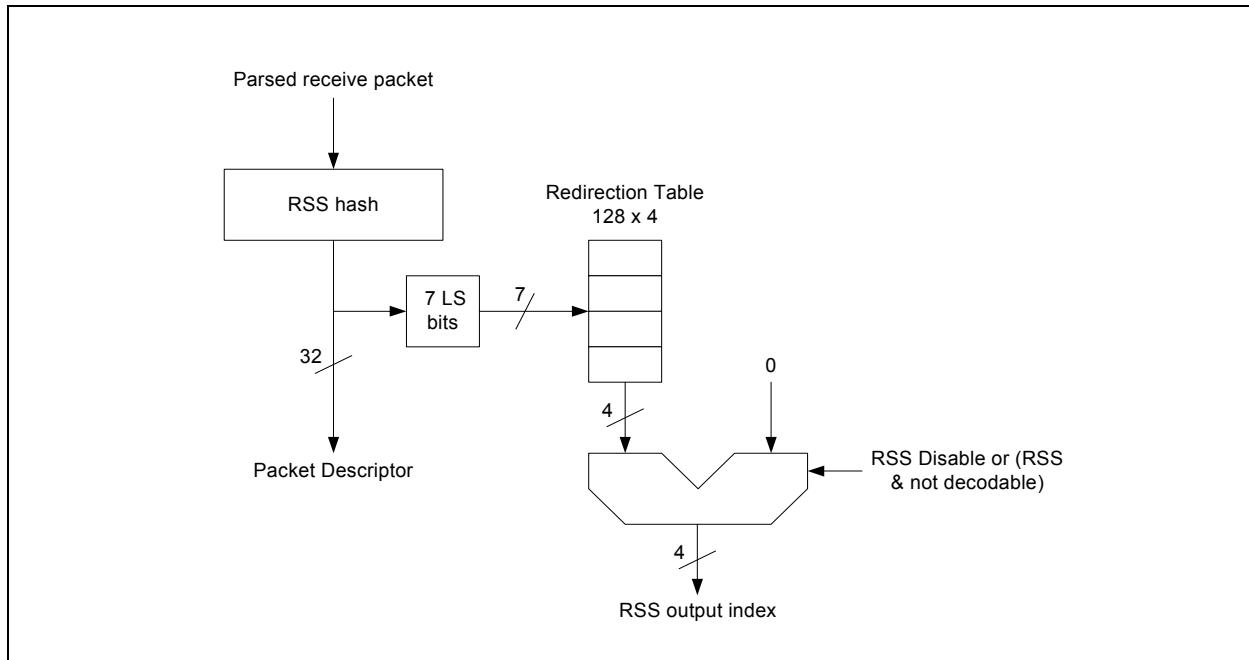 Parsed receive packet
RSS hash
Redirection Table
128 x 4
7 LS
bits
7
32
0
4
Packet Descriptor
RSS Disable or (RSS
& not decodable)
4
RSS output index